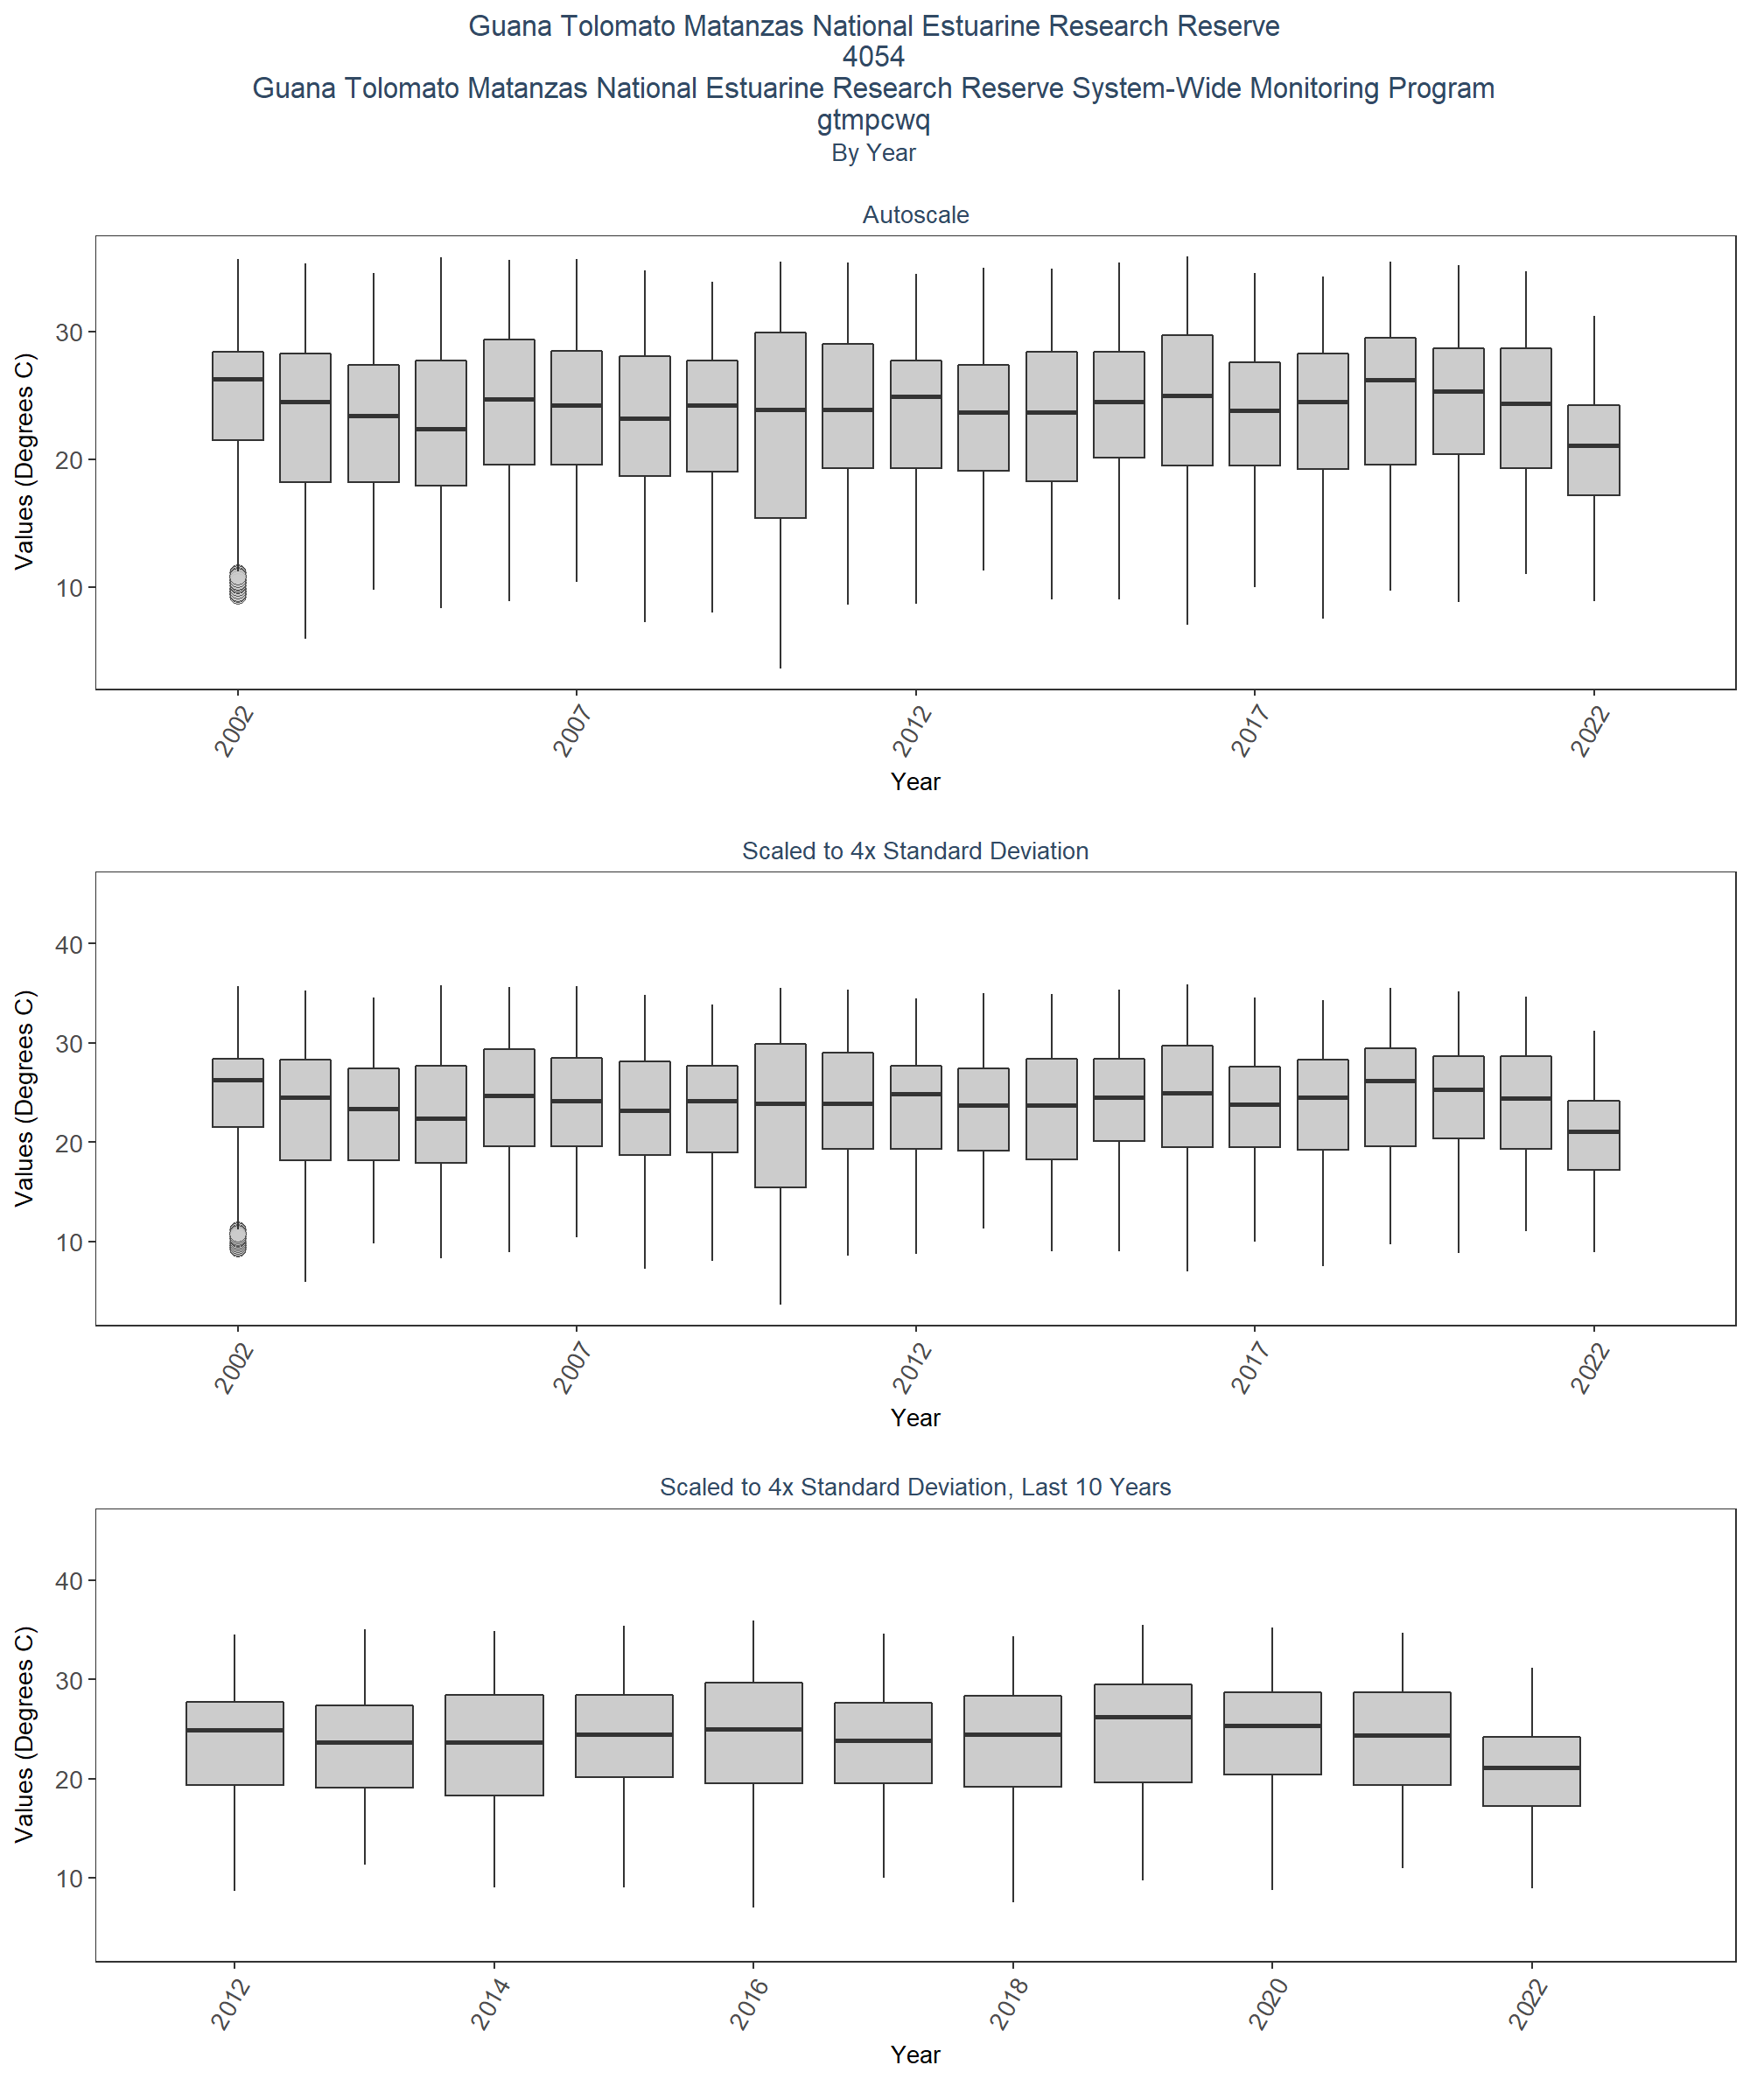 Guana Tolomato Matanzas National Estuarine Research Reserve
4054
Guana Tolomato Matanzas National Estuarine Research Reserve System-Wide Monitoring Program
gtmpcwq
By Year
Autoscale
Values (Degrees C)
30
20
10
2002
2007
2012
2017
2022
Year
Scaled to 4x Standard Deviation
Values (Degrees C)
40
30
20
10
2002
2007
2012
2017
2022
Year
Scaled to 4x Standard Deviation, Last 10 Years
Values (Degrees C)
40
30
20
10
2012
2014
2016
2018
2020
2022
Year